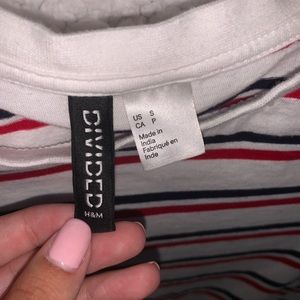 DIVIDED
H&M
US S
CA P
Made in
India
Fabriqué en
Inde